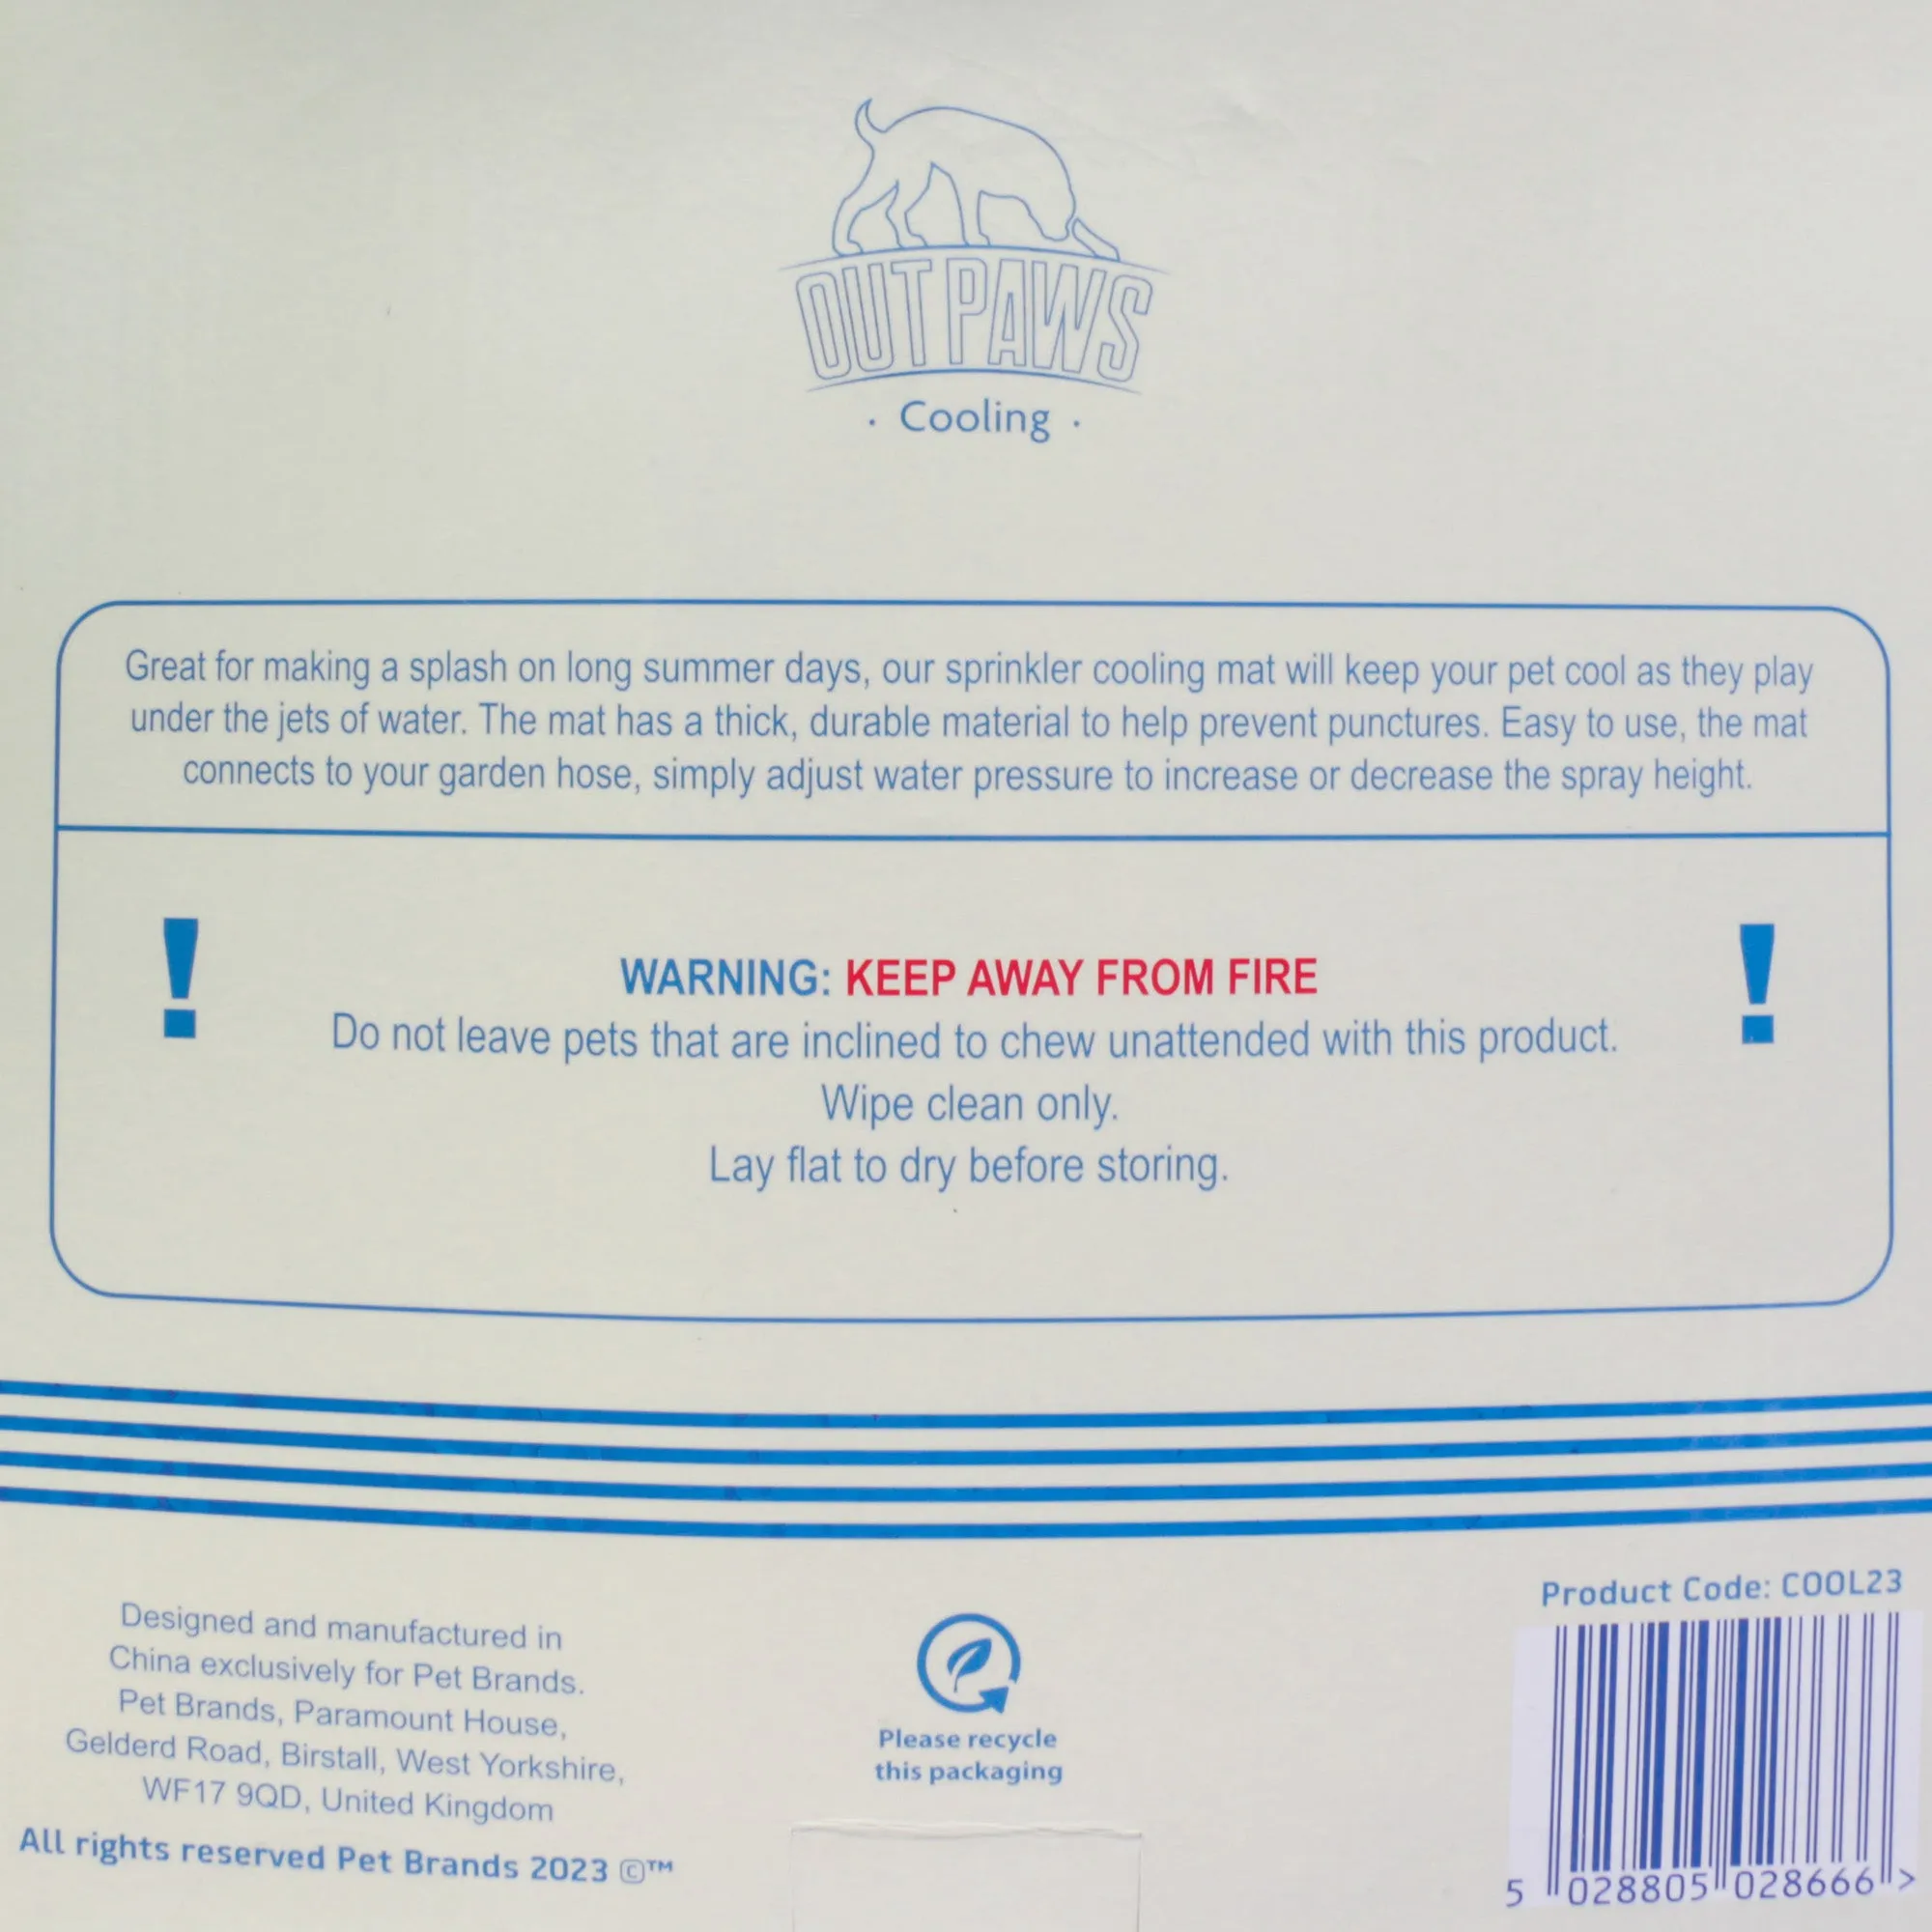 OUT PAWS
· Cooling ·
Great for making a splash on long summer days, our sprinkler cooling mat will keep your pet cool as they play
under the jets of water. The mat has a thick, durable material to help prevent punctures. Easy to use, the mat
connects to your garden hose, simply adjust water pressure to increase or decrease the spray height.
! !
WARNING: KEEP AWAY FROM FIRE
Do not leave pets that are inclined to chew unattended with this product.
Wipe clean only.
Lay flat to dry before storing.
Designed and manufactured in
China exclusively for Pet Brands.
Pet Brands, Paramount House,
Gelderd Road, Birstall, West Yorkshire,
WF17 9QD, United Kingdom
All rights reserved Pet Brands 2023 ©™
Please recycle
this packaging
Product Code: COOL23
5 028805 028666 >